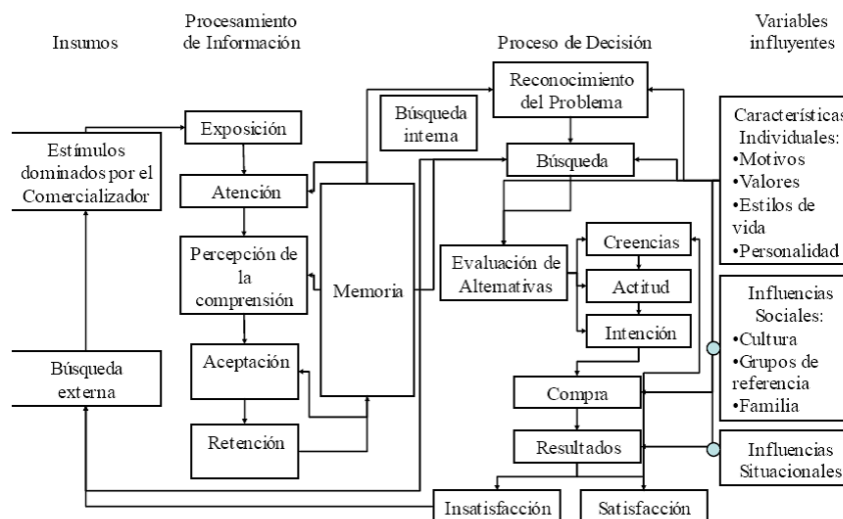 Insumos
Procesamiento
de Información
Proceso de Decisión
Variables
influyentes
Estímulos
dominados por el
Comercializador
Búsqueda
externa
Exposición
Atención
Percepción de
la
comprensión
Aceptación
Retención
Memoria
Búsqueda
interna
Reconocimiento
del Problema
Búsqueda
Evaluación de
Alternativas
Creencias
Actitud
Intención
Compra
Resultados
Insatisfacción
Satisfacción
Características
Individuales:
•Motivos
•Valores
•Estilos de
vida
•Personalidad
Influencias
Sociales:
•Cultura
•Grupos de
referencia
•Familia
Influencias
Situacionales